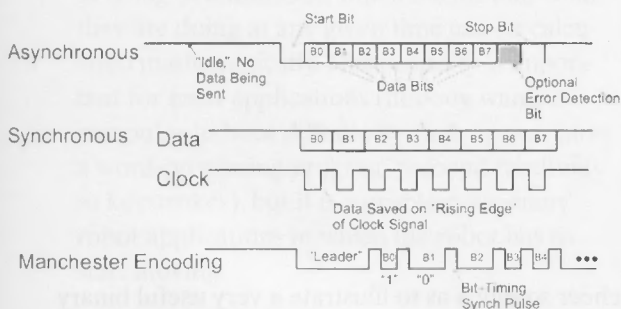 Start Bit
Stop Bit
Asynchronous
B0 B1 B2 B3 B4 B5 B6 B7
"Idle," No
Data Being
Sent
Data Bits
Optional
Error Detection
Bit
Synchronous Data
B0 B1 B2 B3 B4 B5 B6 B7
Clock
Data Saved on "Rising Edge"
of Clock Signal
Manchester Encoding
"Leader" B0 B1 B2 B3 B4 •••
"1" "0"
Bit-Timing
Synch Pulse